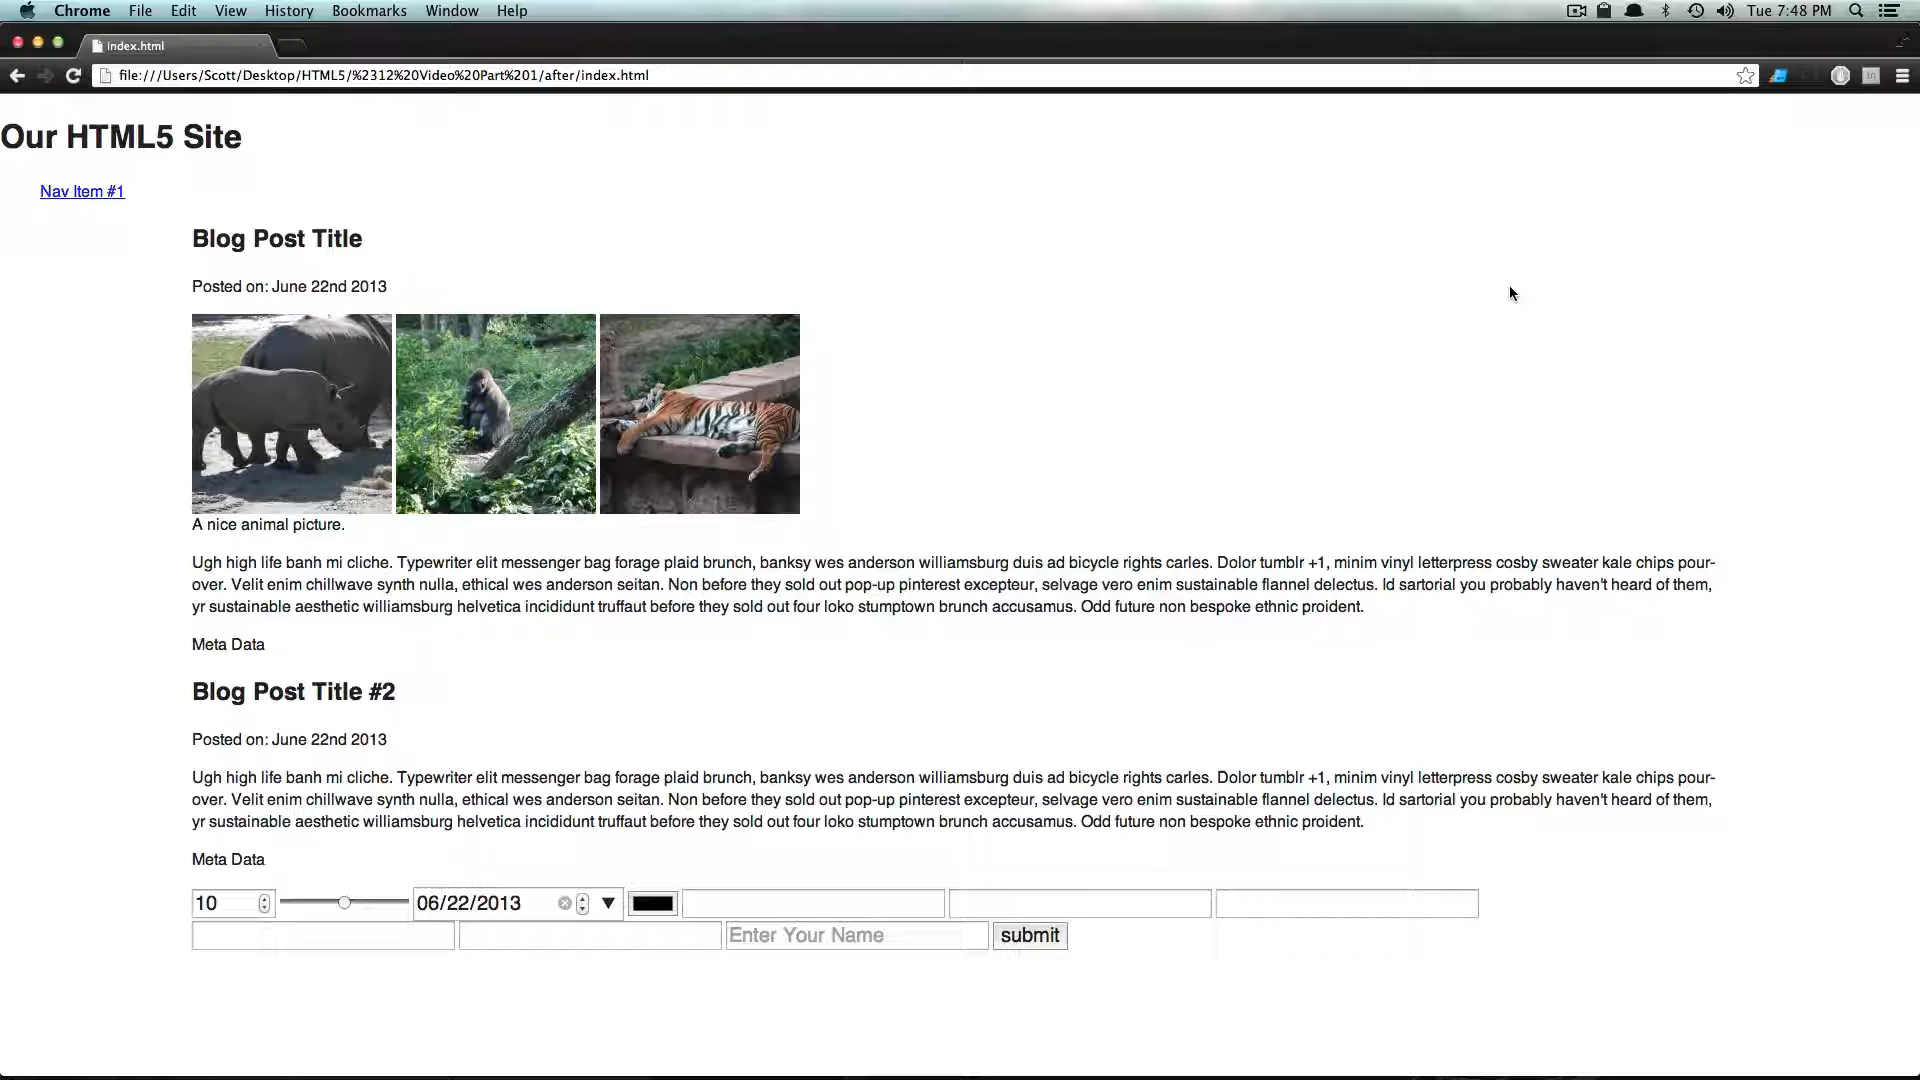 Chrome File Edit View History Bookmarks Window Help Tue 7:48 PM
index.html
file:///Users/Scott/Desktop/HTML5/%2312%20Video%20Part%201/after/index.html
Our HTML5 Site
Nav Item #1
Blog Post Title
Posted on: June 22nd 2013
A nice animal picture.
Ugh high life banh mi cliche. Typewriter elit messenger bag forage plaid brunch, banksy wes anderson williamsburg duis ad bicycle rights carles. Dolor tumblr +1, minim vinyl letterpress cosby sweater kale chips pour-
over. Velit enim chillwave synth nulla, ethical wes anderson seitan. Non before they sold out pop-up pinterest excepteur, selvage vero enim sustainable flannel delectus. Id sartorial you probably haven't heard of them,
yr sustainable aesthetic williamsburg helvetica incididunt truffaut before they sold out four loko stumptown brunch accusamus. Odd future non bespoke ethnic proident.
Meta Data
Blog Post Title #2
Posted on: June 22nd 2013
Ugh high life banh mi cliche. Typewriter elit messenger bag forage plaid brunch, banksy wes anderson williamsburg duis ad bicycle rights carles. Dolor tumblr +1, minim vinyl letterpress cosby sweater kale chips pour-
over. Velit enim chillwave synth nulla, ethical wes anderson seitan. Non before they sold out pop-up pinterest excepteur, selvage vero enim sustainable flannel delectus. Id sartorial you probably haven't heard of them,
yr sustainable aesthetic williamsburg helvetica incididunt truffaut before they sold out four loko stumptown brunch accusamus. Odd future non bespoke ethnic proident.
Meta Data
10 06/22/2013
Enter Your Name submit